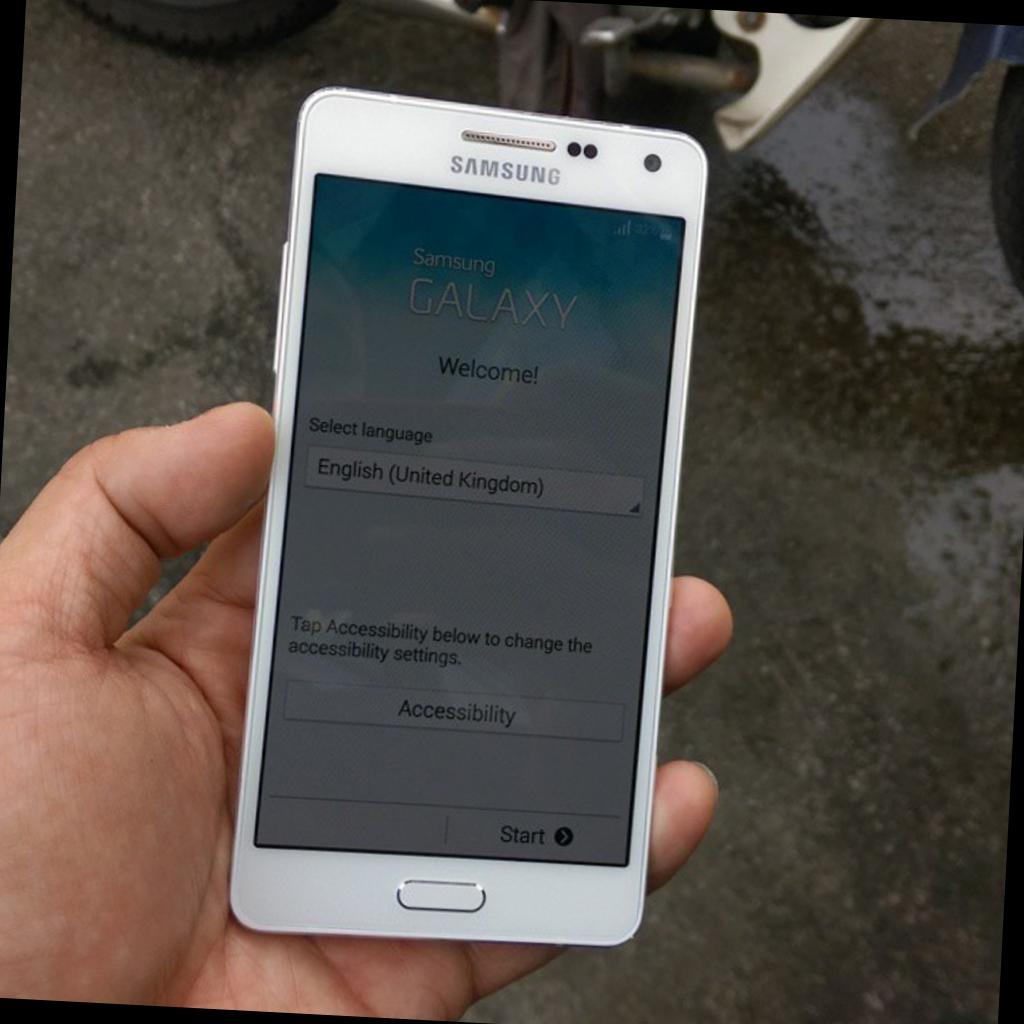 SAMSUNG
Samsung
GALAXY
Welcome!
Select language
English (United Kingdom)
Tap Accessibility below to change the
accessibility settings.
Accessibility
Start